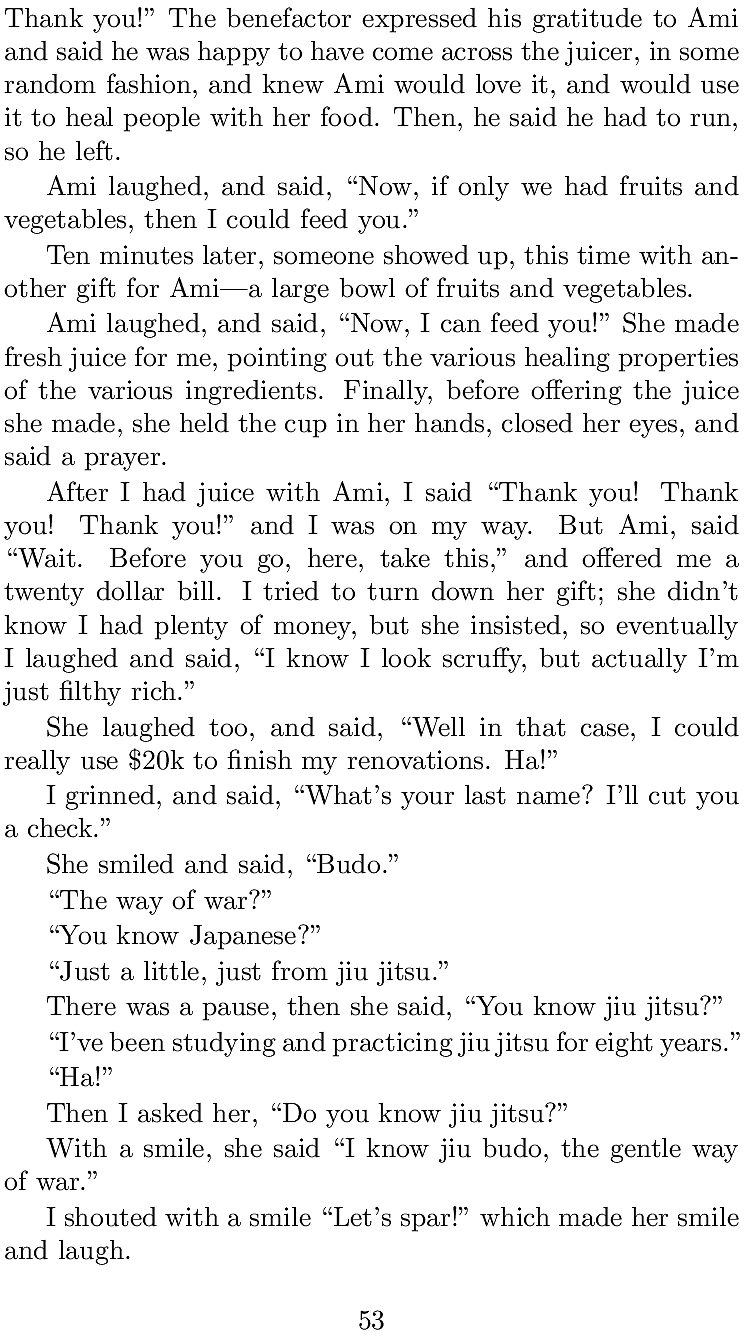 Thank you!” The benefactor expressed his gratitude to Ami
and said he was happy to have come across the juicer, in some
random fashion, and knew Ami would love it, and would use
it to heal people with her food. Then, he said he had to run,
so he left.
Ami laughed, and said, “Now, if only we had fruits and
vegetables, then I could feed you.”
Ten minutes later, someone showed up, this time with an-
other gift for Ami—a large bowl of fruits and vegetables.
Ami laughed, and said, “Now, I can feed you!” She made
fresh juice for me, pointing out the various healing properties
of the various ingredients. Finally, before offering the juice
she made, she held the cup in her hands, closed her eyes, and
said a prayer.
After I had juice with Ami, I said “Thank you! Thank
you! Thank you!” and I was on my way. But Ami, said
“Wait. Before you go, here, take this,” and offered me a
twenty dollar bill. I tried to turn down her gift; she didn’t
know I had plenty of money, but she insisted, so eventually
I laughed and said, “I know I look scruffy, but actually I’m
just filthy rich.”
She laughed too, and said, “Well in that case, I could
really use $20k to finish my renovations. Ha!”
I grinned, and said, “What’s your last name? I’ll cut you
a check.”
She smiled and said, “Budo.”
“The way of war?”
“You know Japanese?”
“Just a little, just from jiu jitsu.”
There was a pause, then she said, “You know jiu jitsu?”
“I’ve been studying and practicing jiu jitsu for eight years.”
“Ha!”
Then I asked her, “Do you know jiu jitsu?”
With a smile, she said “I know jiu budo, the gentle way
of war.”
I shouted with a smile “Let’s spar!” which made her smile
and laugh.
53